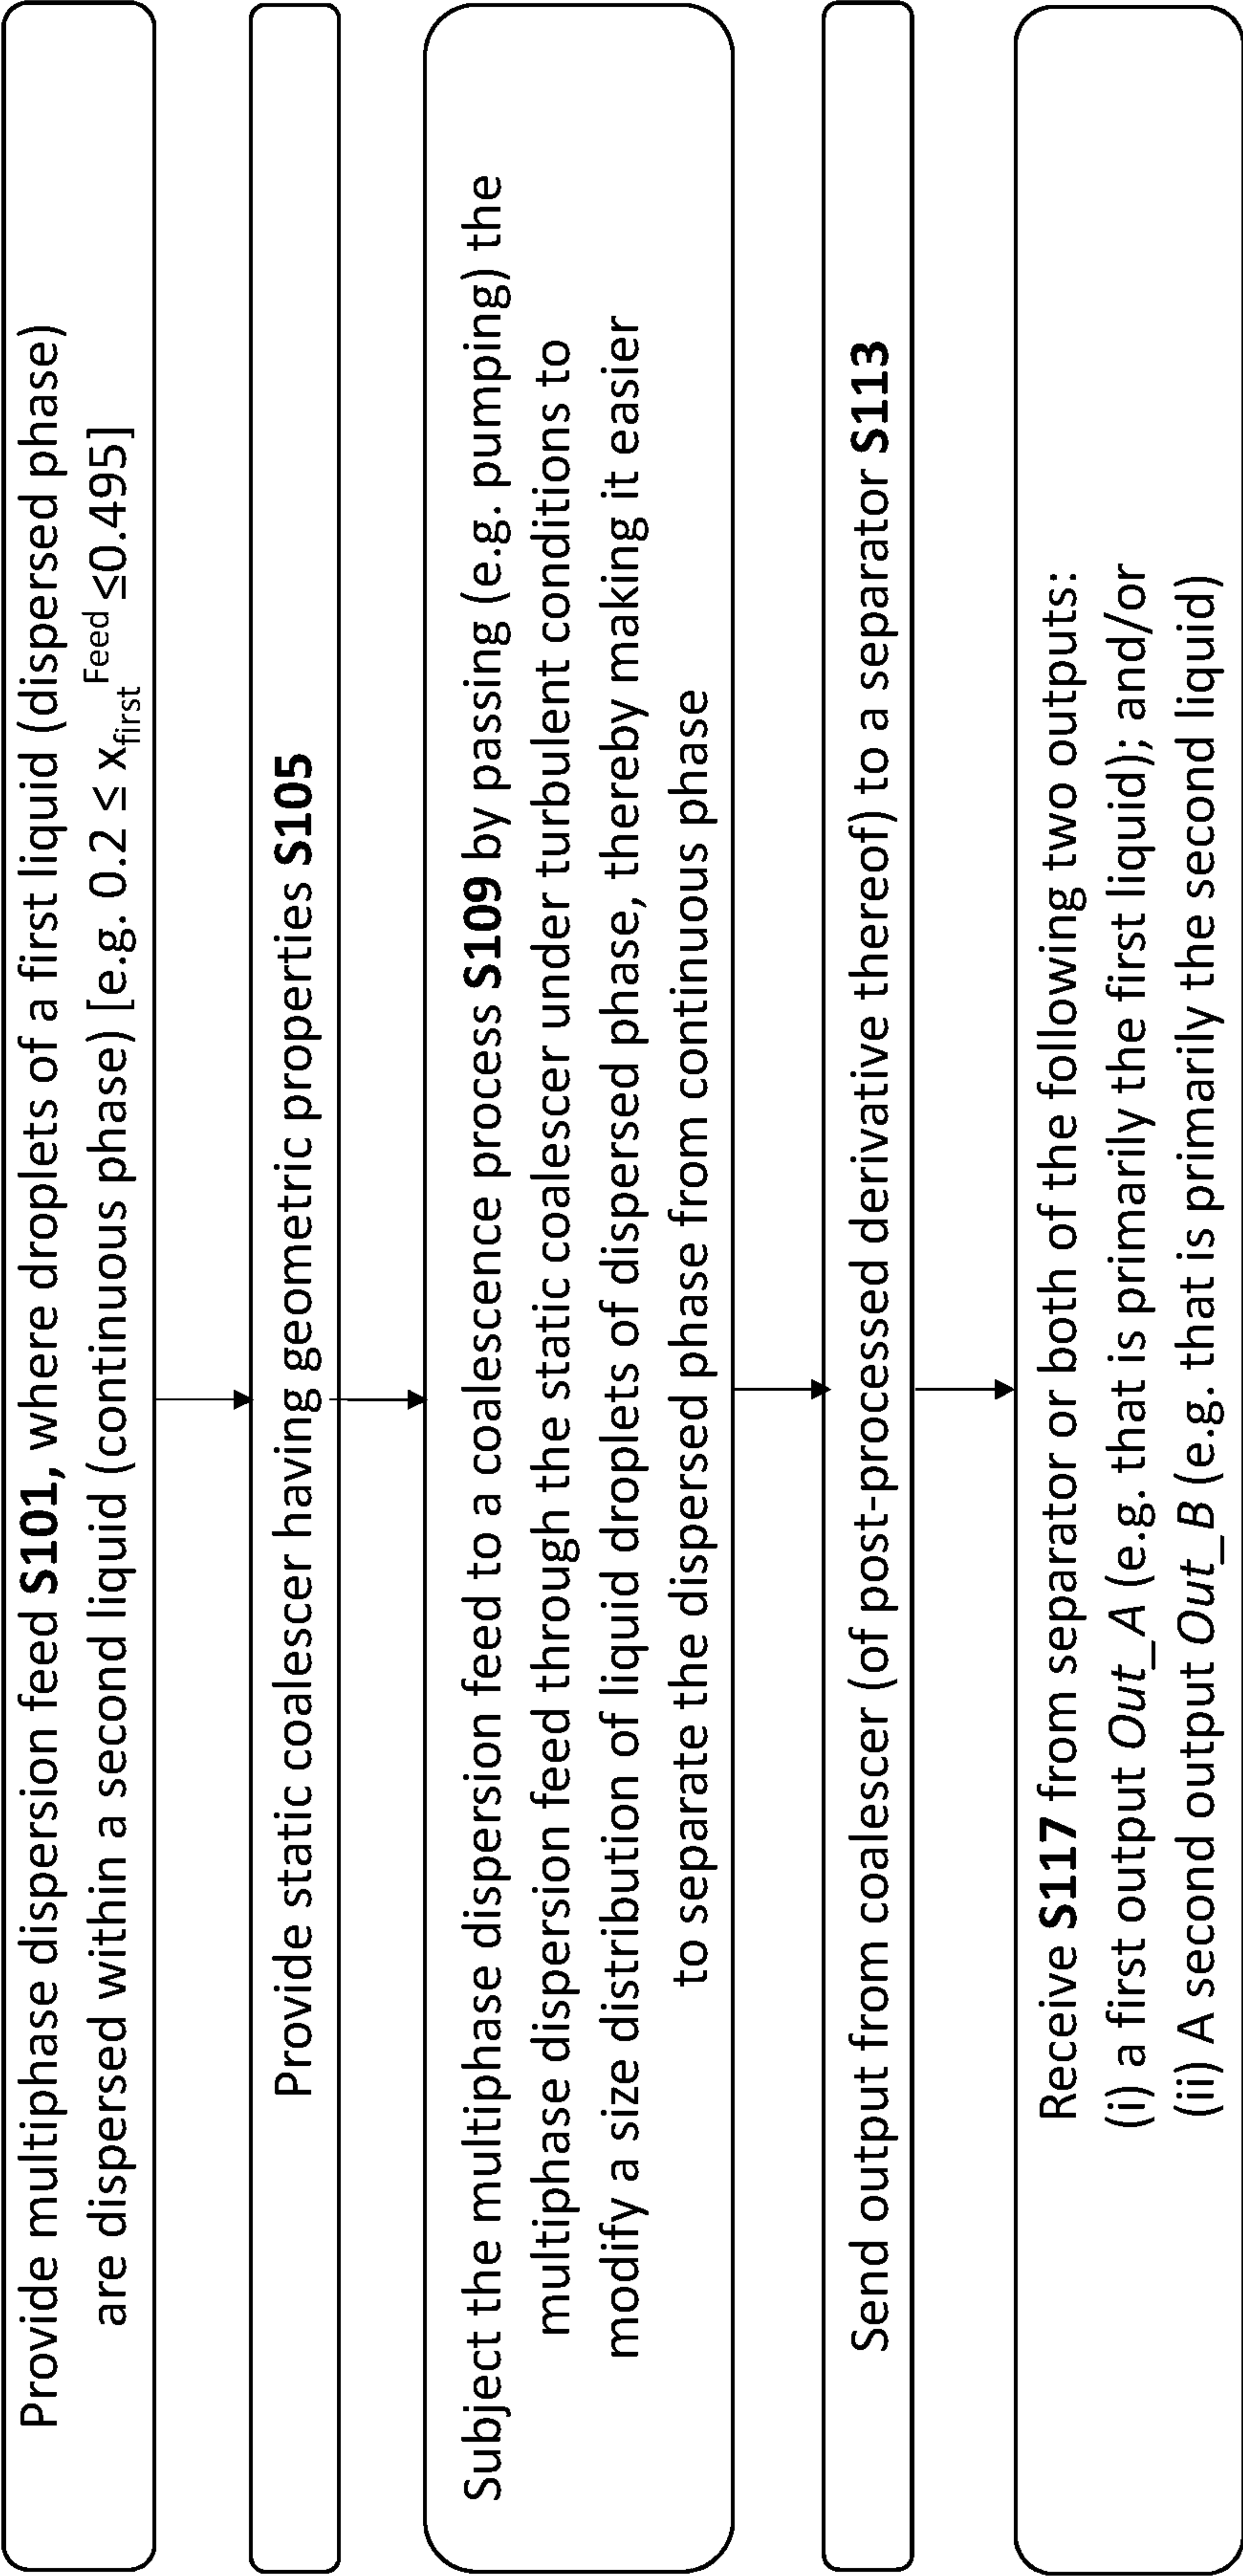 Provide multiphase dispersion feed S101, where droplets of a first liquid (dispersed phase)
are dispersed within a second liquid (continuous phase) [e.g. 0.2 ≤ x_first^Feed ≤0.495]
Provide static coalescer having geometric properties S105
Subject the multiphase dispersion feed to a coalescence process S109 by passing (e.g. pumping) the
multiphase dispersion feed through the static coalescer under turbulent conditions to
modify a size distribution of liquid droplets of dispersed phase, thereby making it easier
to separate the dispersed phase from continuous phase
Send output from coalescer (of post-processed derivative thereof) to a separator S113
Receive S117 from separator or both of the following two outputs:
(i) a first output Out_A (e.g. that is primarily the first liquid); and/or
(ii) A second output Out_B (e.g. that is primarily the second liquid)